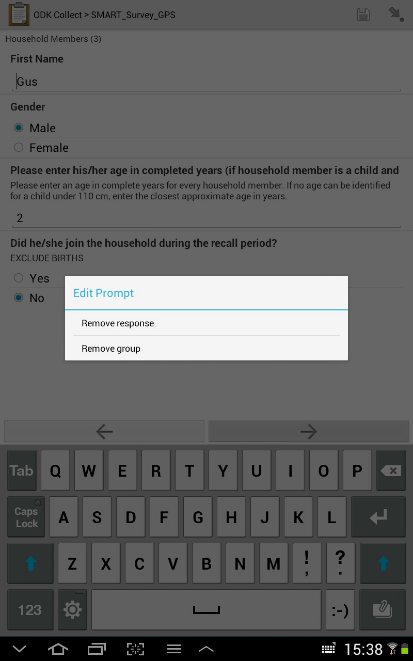 ODK Collect > SMART_Survey_GPS
Household Members (3)
First Name
Gus
Gender
Male
Female
Please enter his/her age in completed years (if household member is a child and
Please enter an age in complete years for every household member. If no age can be identified
for a child under 110 cm, enter the closest approximate age in years.
2
Did he/she join the household during the recall period?
EXCLUDE BIRTHS
Yes
No
Edit Prompt
Remove response
Remove group
Tab Q W E R T Y U I O P
Caps
Lock A S D F G H J K L
Z X C V B N M ! ?
, .
123 :-)
15:38